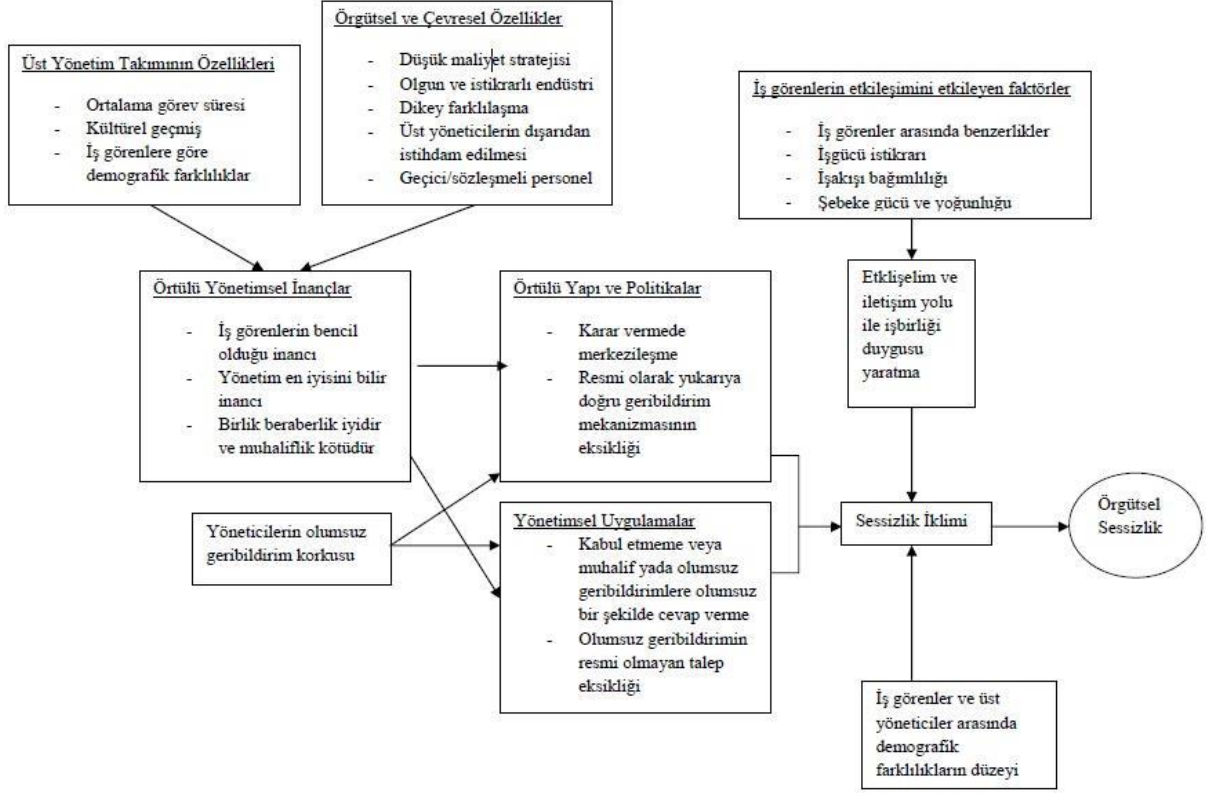 Üst Yönetim Takımının Özellikleri
- Ortalama görev süresi
- Kültürel geçmiş
- İş görenlere göre
demografik farklılıklar
Örgütsel ve Çevresel Özellikler
- Düşük maliyet stratejisi
- Olgun ve istikrarlı endüstri
- Dikey farklılaşma
- Üst yöneticilerin dışarıdan
istihdam edilmesi
- Geçici/sözleşmeli personel
İş görenlerin etkileşimini etkileyen faktörler
- İş görenler arasında benzerlikler
- İşgücü istikrarı
- İşakışı bağımlılığı
- Şebeke gücü ve yoğunluğu
Örtülü Yönetimsel İnançlar
- İş görenlerin bencil
olduğu inancı
- Yönetim en iyisini bilir
inancı
- Birlik beraberlik iyidir
ve muhaliflik kötüdür
Örtülü Yapı ve Politikalar
- Karar vermede
merkezileşme
- Resmi olarak yukarıya
doğru geribildirim
mekanizmasının
eksikliği
Etklişelim ve
iletişim yolu
ile işbirliği
duygusu
yaratma
Yöneticilerin olumsuz
geribildirim korkusu
Yönetimsel Uygulamalar
- Kabul etmeme veya
muhalif yada olumsuz
geribildirimlere olumsuz
bir şekilde cevap verme
- Olumsuz geribildirimin
resmi olmayan talep
eksikliği
Sessizlik İklimi
Örgütsel
Sessizlik
İş görenler ve üst
yöneticiler arasında
demografik
farklılıkların düzeyi